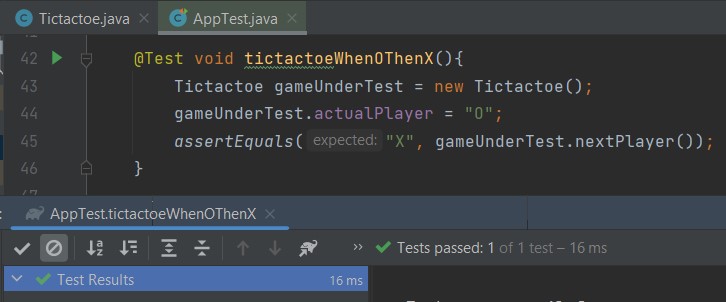 Tictactoe.java × AppTest.java ×
42 @Test void tictactoeWhenOThenX(){
43 Tictactoe gameUnderTest = new Tictactoe();
44 gameUnderTest.actualPlayer = "O";
45 assertEquals( expected: "X", gameUnderTest.nextPlayer());
46 }
47
: AppTest.tictactoeWhenOThenX ×
» Tests passed: 1 of 1 test – 16 ms
Test Results 16 ms